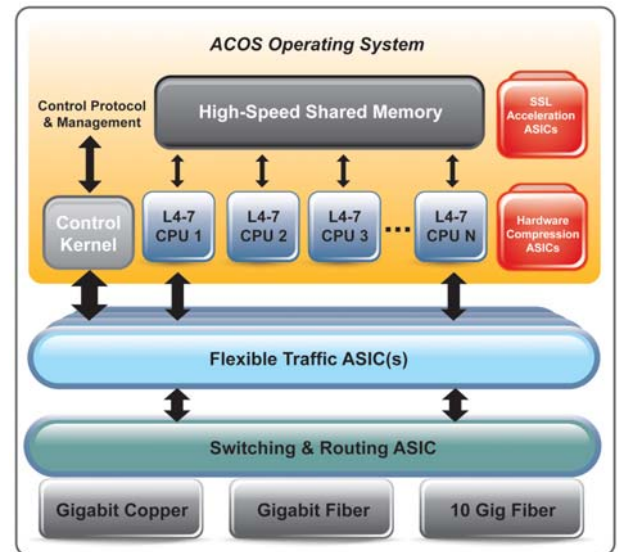 ACOS Operating System
Control Protocol
& Management
High-Speed Shared Memory
SSL
Acceleration
ASICs
Control
Kernel
L4-7
CPU 1
L4-7
CPU 2
L4-7
CPU 3
...
L4-7
CPU N
Hardware
Compression
ASICs
Flexible Traffic ASIC(s)
Switching & Routing ASIC
Gigabit Copper
Gigabit Fiber
10 Gig Fiber